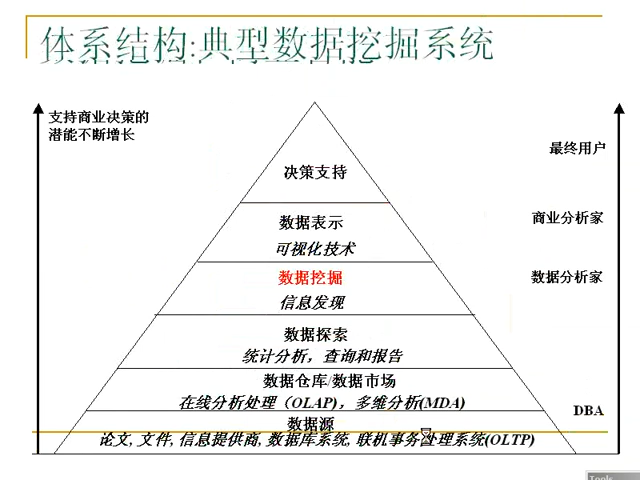 体系结构:典型数据挖掘系统
支持商业决策的
潜能不断增长
最终用户
决策支持
商业分析家
数据表示
可视化技术
数据挖掘
数据分析家
信息发现
数据探索
统计分析，查询和报告
数据仓库/数据市场
在线分析处理（OLAP)，多维分析(MDA)
DBA
数据源
论文, 文件, 信息提供商, 数据库系统, 联机事务处理系统(OLTP)
Tools